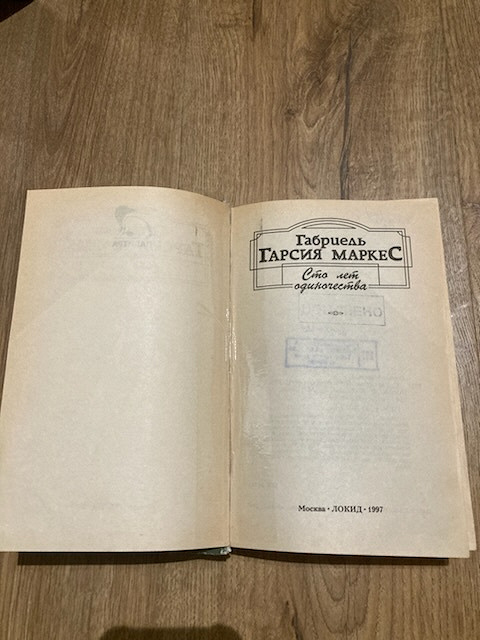 Габриель
ГАРСИЯ МАРКЕС
Сто лет
одиночества
Москва • ЛОКИД • 1997